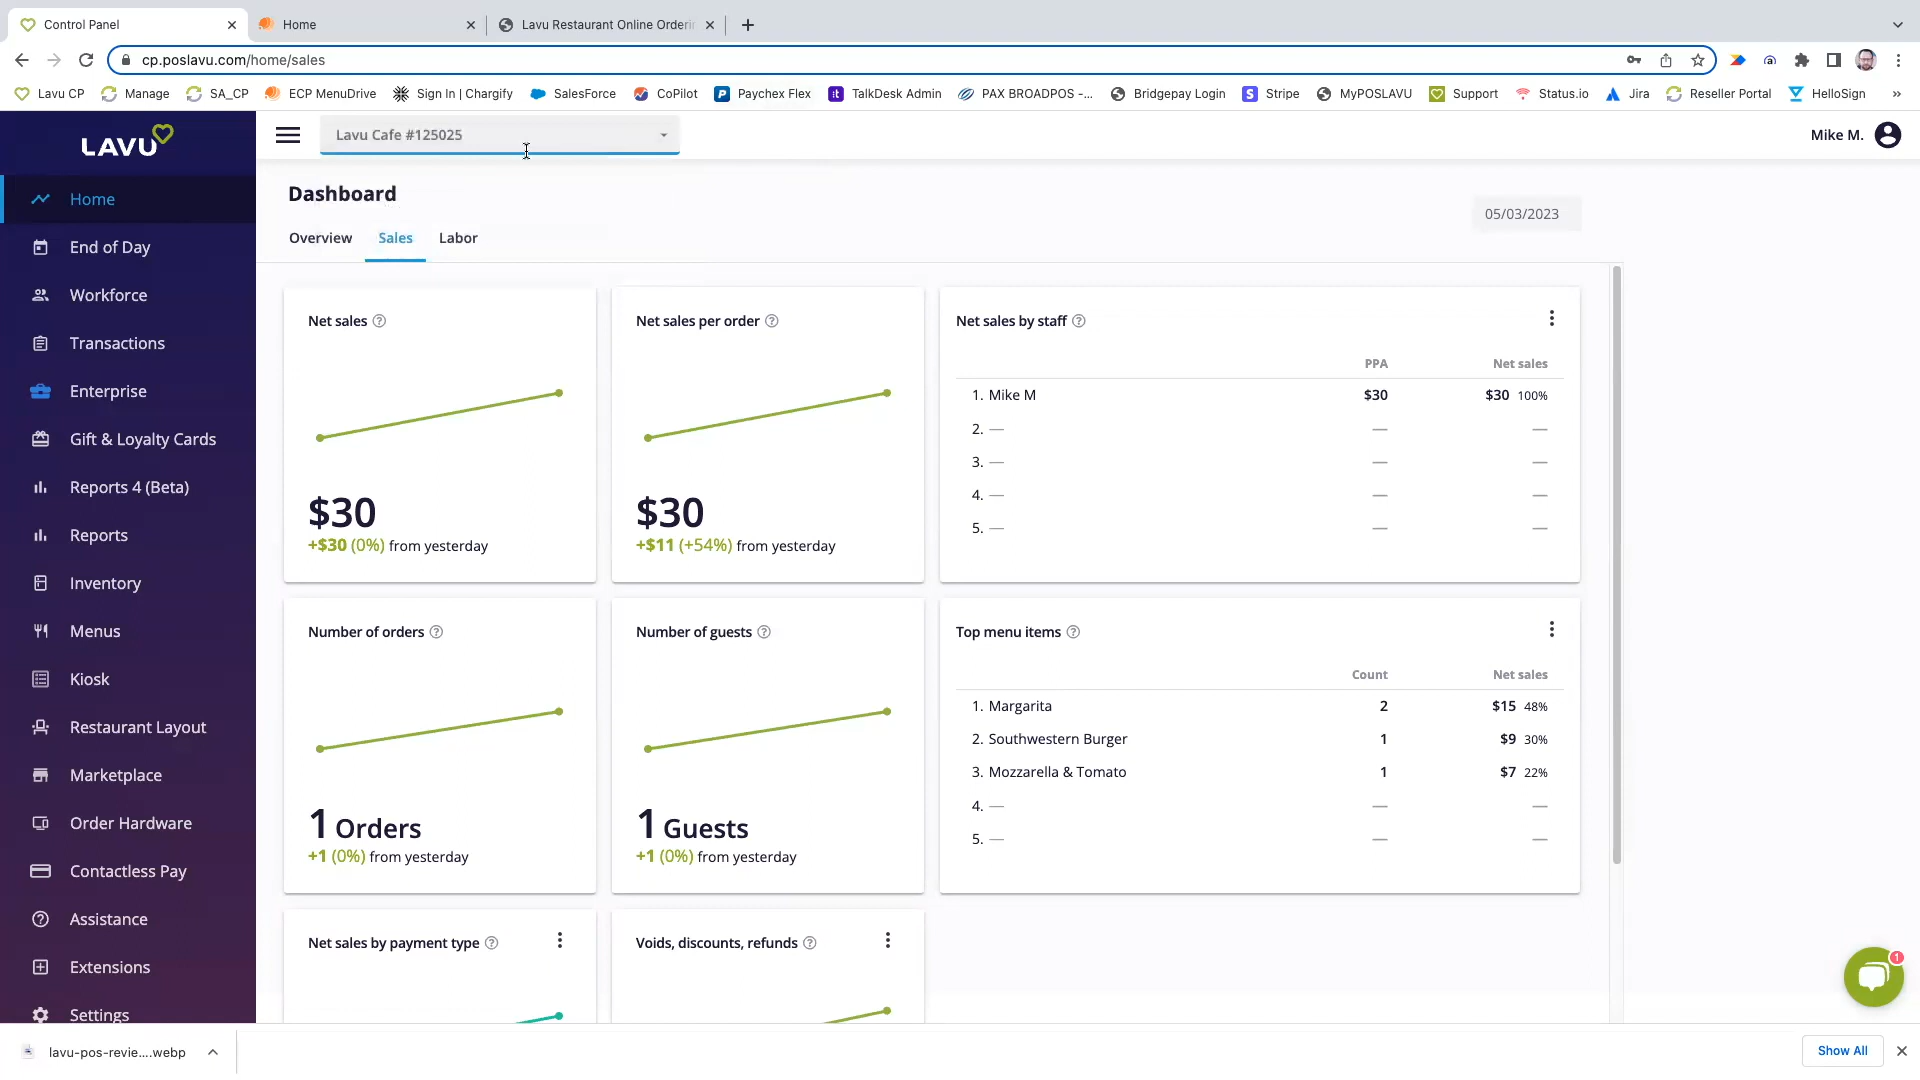 Control Panel
Home
Lavu Restaurant Online Orderin
cp.poslavu.com/home/sales
Lavu CP
Manage
SA_CP
ECP MenuDrive
Sign In | Chargify
SalesForce
CoPilot
Paychex Flex
TalkDesk Admin
PAX BROADPOS -...
Bridgepay Login
Stripe
MyPOSLAVU
Support
Status.io
Jira
Reseller Portal
HelloSign
»
LAVU
Lavu Cafe #125025
Mike M.
Home
End of Day
Workforce
Transactions
Enterprise
Gift & Loyalty Cards
Reports 4 (Beta)
Reports
Inventory
Menus
Kiosk
Restaurant Layout
Marketplace
Order Hardware
Contactless Pay
Assistance
Extensions
Settings
Dashboard
05/03/2023
Overview Sales Labor
Net sales ?
$30
+$30 (0%) from yesterday
Net sales per order ?
$30
+$11 (+54%) from yesterday
Net sales by staff ?
PPA Net sales
1. Mike M $30 $30 100%
2. — — —
3. — — —
4. — — —
5. — — —
Number of orders ?
1 Orders
+1 (0%) from yesterday
Number of guests ?
1 Guests
+1 (0%) from yesterday
Top menu items ?
Count Net sales
1. Margarita 2 $15 48%
2. Southwestern Burger 1 $9 30%
3. Mozzarella & Tomato 1 $7 22%
4. — — —
5. — — —
Net sales by payment type ?
Voids, discounts, refunds ?
1
lavu-pos-revie....webp
Show All